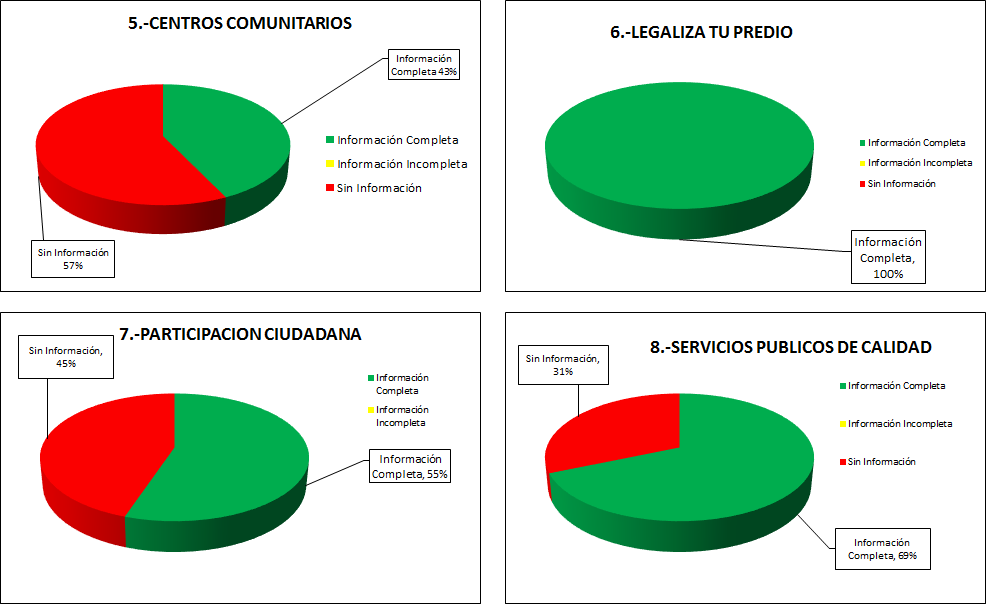 5.-CENTROS COMUNITARIOS
Información
Completa 43%
Información Completa
Información Incompleta
Sin Información
Sin Información
57%
6.-LEGALIZA TU PREDIO
Información Completa
Información Incompleta
Sin Información
Información
Completa,
100%
7.-PARTICIPACION CIUDADANA
Sin Información,
45%
Información
Completa
Información
Incompleta
Información
Completa, 55%
8.-SERVICIOS PUBLICOS DE CALIDAD
Sin Información,
31%
Información Completa
Información Incompleta
Sin Información
Información
Completa, 69%